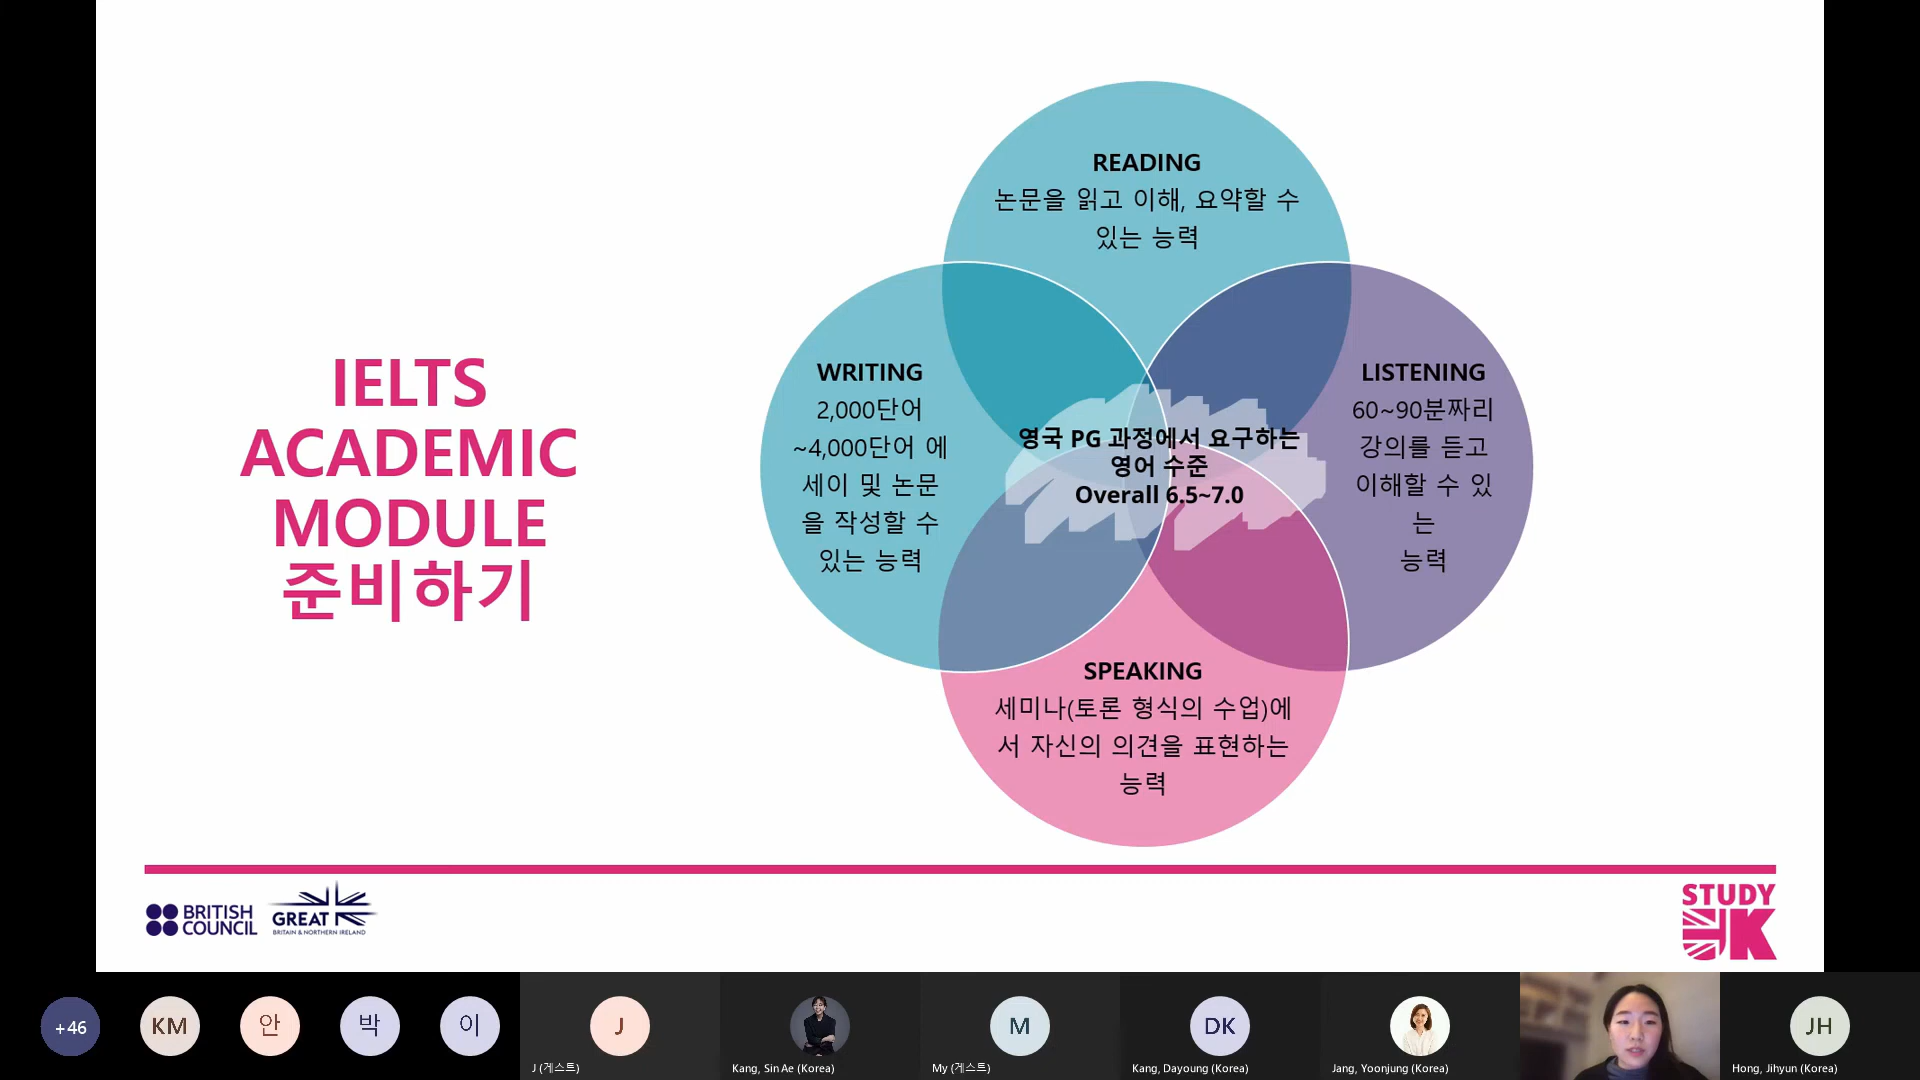 READING
논문을 읽고 이해, 요약할 수
있는 능력
IELTS
ACADEMIC
MODULE
준비하기
WRITING
2,000단어
~4,000단어 에
세이 및 논문
을 작성할 수
있는 능력
영국 PG 과정에서 요구하는
영어 수준
Overall 6.5~7.0
LISTENING
60~90분짜리
강의를 듣고
이해할 수 있
는
능력
SPEAKING
세미나(토론 형식의 수업)에
서 자신의 의견을 표현하는
능력
BRITISH
COUNCIL
GREAT
BRITAIN & NORTHERN IRELAND
STUDY
UK
+46
KM
안
박
이
J
J (게스트)
Kang, Sin Ae (Korea)
M
My (게스트)
DK
Kang, Dayoung (Korea)
Jang, Yoonjung (Korea)
JH
Hong, Jihyun (Korea)